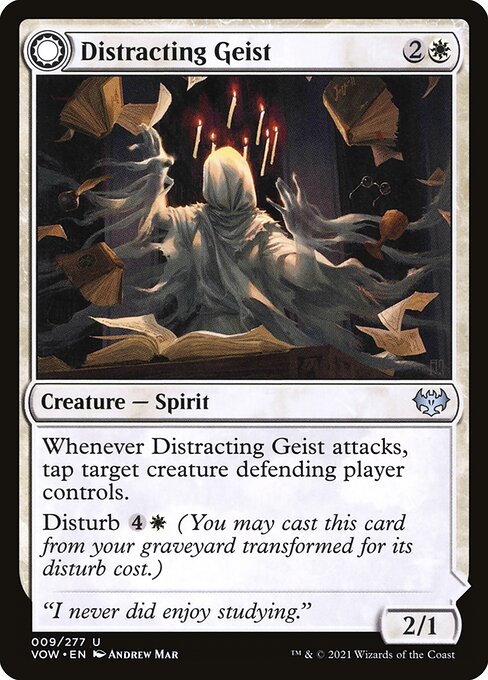 Distracting Geist 2
Creature — Spirit
Whenever Distracting Geist attacks,
tap target creature defending player
controls.
Disturb 4 (You may cast this card
from your graveyard transformed for its
disturb cost.)
“I never did enjoy studying.”
2/1
009/277 U
VOW • EN Andrew Mar
™ & © 2021 Wizards of the Coast